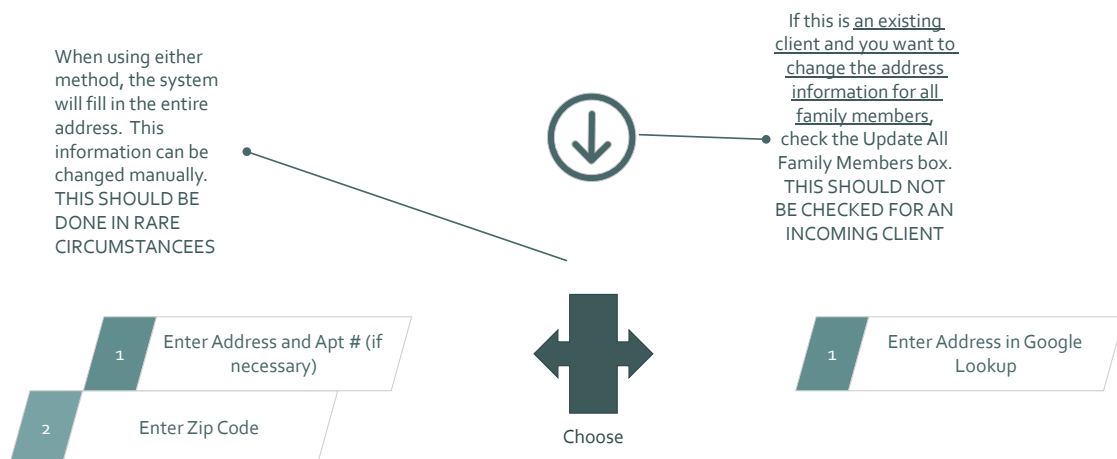 When using either
method, the system
will fill in the entire
address.  This
information can be
changed manually.
THIS SHOULD BE
DONE IN RARE
CIRCUMSTANCEES
If this is an existing
client and you want to
change the address
information for all
family members,
check the Update All
Family Members box.
THIS SHOULD NOT
BE CHECKED FOR AN
INCOMING CLIENT
1
Enter Address and Apt # (if
necessary)
2
Enter Zip Code
Choose
1
Enter Address in Google
Lookup